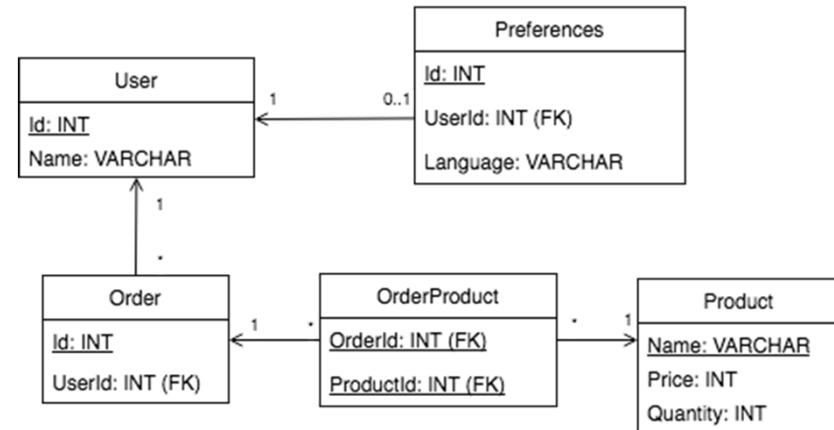 Preferences
Id: INT
UserId: INT (FK)
Language: VARCHAR
User
Id: INT
Name: VARCHAR
1
0..1
1
*
Order
Id: INT
UserId: INT (FK)
1
*
OrderProduct
OrderId: INT (FK)
ProductId: INT (FK)
*
1
Product
Name: VARCHAR
Price: INT
Quantity: INT